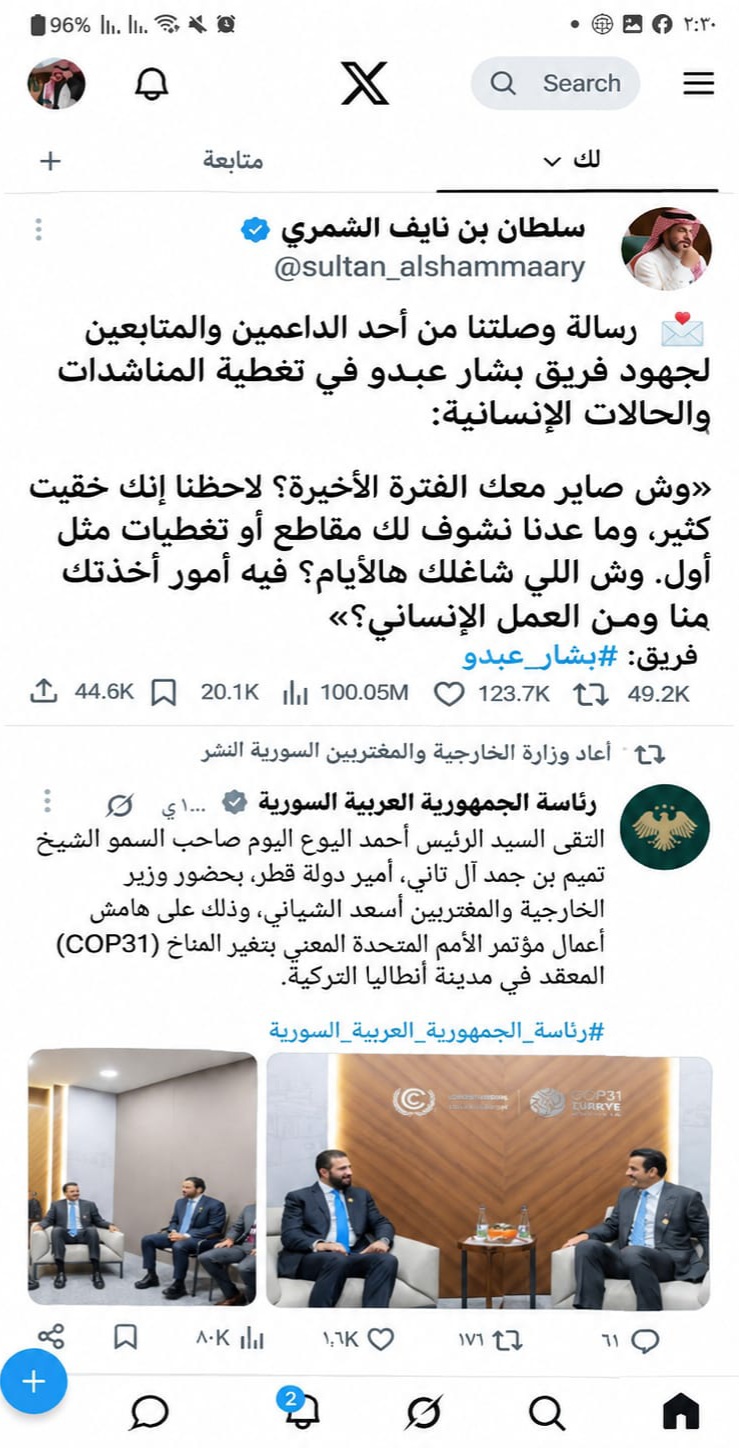 96% ٢:٣٠
X Search
متابعة لك
سلطان بن نايف الشمري
@sultan_alshammaary
رسالة وصلتنا من أحد الداعمين والمتابعين
لجهود فريق بشار عبدو في تغطية المناشدات
والحالات الإنسانية:
«وش صاير معك الفترة الأخيرة؟ لاحظنا إنك خقيت
كثير، وما عدنا نشوف لك مقاطع أو تغطيات مثل
أول. وش اللي شاغلك هالأيام؟ فيه أمور أخذتك
منا ومن العمل الإنساني؟»
فريق: #بشار_عبدو
44.6K 20.1K 100.05M 123.7K 49.2K
أعاد وزارة الخارجية والمغتربين السورية النشر
رئاسة الجمهورية العربية السورية ...١ي
التقى السيد الرئيس أحمد اليوع اليوم صاحب السمو الشيخ
تميم بن جمد آل تاني، أمير دولة قطر، بحضور وزير
الخارجية والمغتربين أسعد الشياني، وذلك على هامش
أعمال مؤتمر الأمم المتحدة المعني بتغير المناخ (COP31)
المعقد في مدينة أنطاليا التركية.
#رئاسة_الجمهورية_العربية_السورية
COP31
٨٠K ١,٦K ١٧٦ ٦١
2